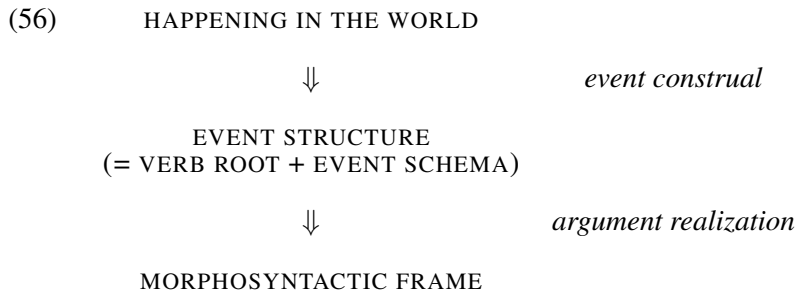 (56) HAPPENING IN THE WORLD
⇓ event construal
EVENT STRUCTURE
(= VERB ROOT + EVENT SCHEMA)
⇓ argument realization
MORPHOSYNTACTIC FRAME